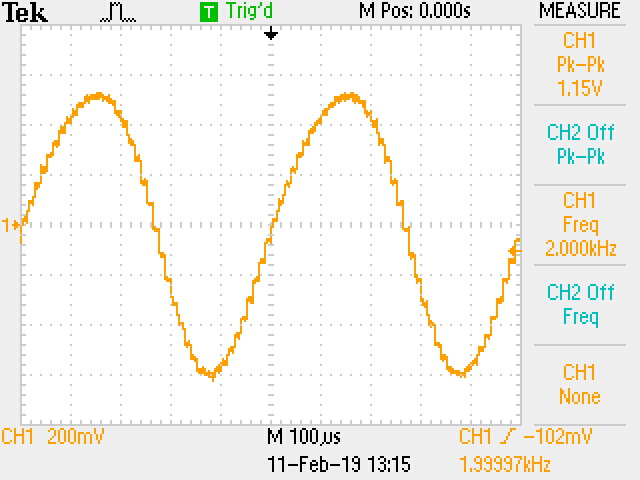 Tek T Trig'd M Pos: 0.000s MEASURE
CH1
Pk-Pk
1.15V
CH2 Off
Pk-Pk
1
CH1
Freq
2.000kHz
CH2 Off
Freq
CH1
None
CH1 200mV M 100µs CH1 -102mV
11-Feb-19 13:15 1.99997kHz